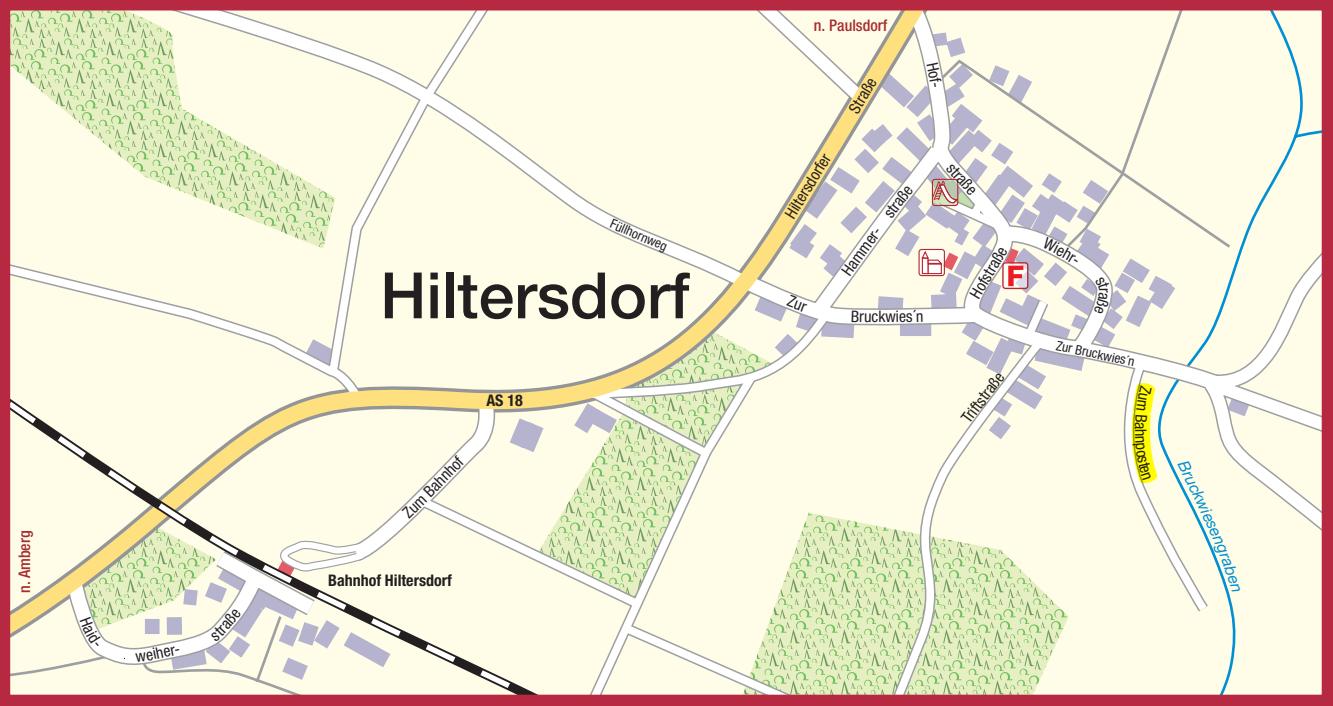 n. Paulsdorf
Hof-
Straße
Hiltersdorfer
straße
straße
Hammer-
Füllhornweg
Hiltersdorf
Wiehr-
straße
Hofstraße
F
Zur
Bruckwies´n
Zur Bruckwies´n
Triftstraße
AS 18
Zum Bahnposten
Zum Bahnhof
Bruckwiesengraben
n. Amberg
Bahnhof Hiltersdorf
Haid-
weiher-
straße